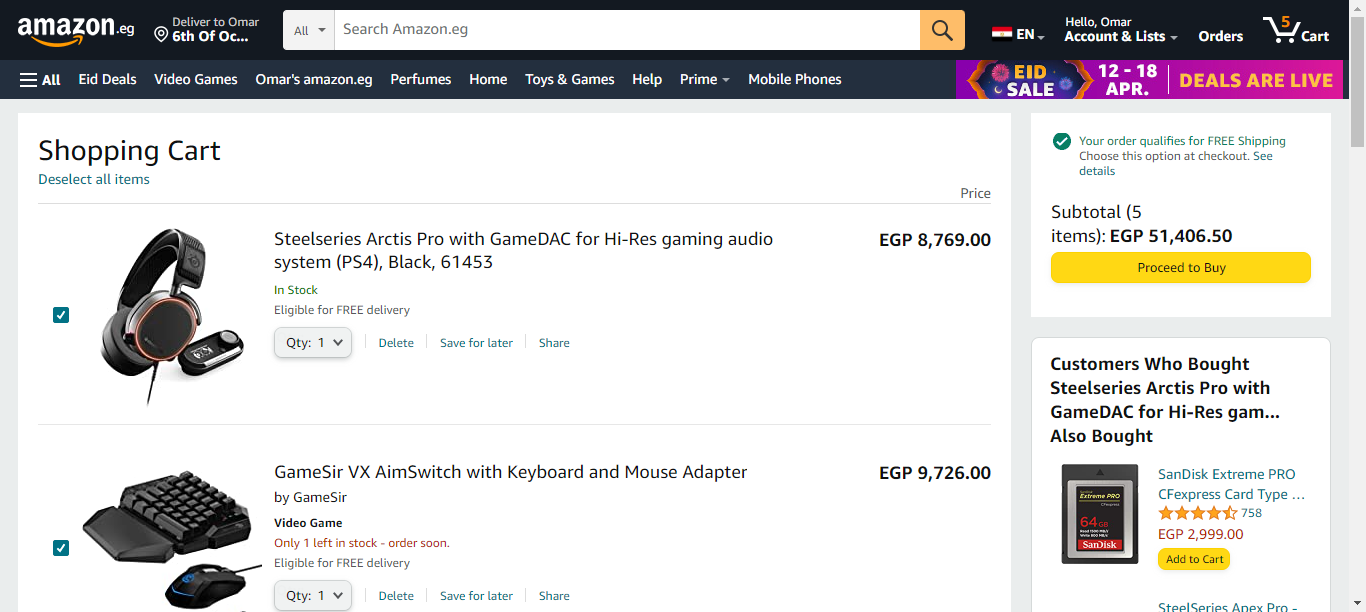 amazon.eg
Deliver to Omar
6th Of Oc...
All
Search Amazon.eg
EN
Hello, Omar
Account & Lists
Orders
5
Cart
All
Eid Deals
Video Games
Omar's amazon.eg
Perfumes
Home
Toys & Games
Help
Prime
Mobile Phones
EID
SALE
12 - 18
APR.
DEALS ARE LIVE
Shopping Cart
Deselect all items
Price
Steelseries Arctis Pro with GameDAC for Hi-Res gaming audio
system (PS4), Black, 61453
EGP 8,769.00
In Stock
Eligible for FREE delivery
Qty: 1
Delete
Save for later
Share
GameSir VX AimSwitch with Keyboard and Mouse Adapter
EGP 9,726.00
by GameSir
Video Game
Only 1 left in stock - order soon.
Eligible for FREE delivery
Qty: 1
Delete
Save for later
Share
Your order qualifies for FREE Shipping
Choose this option at checkout. See
details
Subtotal (5
items): EGP 51,406.50
Proceed to Buy
Customers Who Bought
Steelseries Arctis Pro with
GameDAC for Hi-Res gam...
Also Bought
SanDisk
Extreme PRO
CFexpress
64GB
SanDisk
SanDisk Extreme PRO
CFexpress Card Type ...
758
EGP 2,999.00
Add to Cart
SteelSeries Apex Pro -